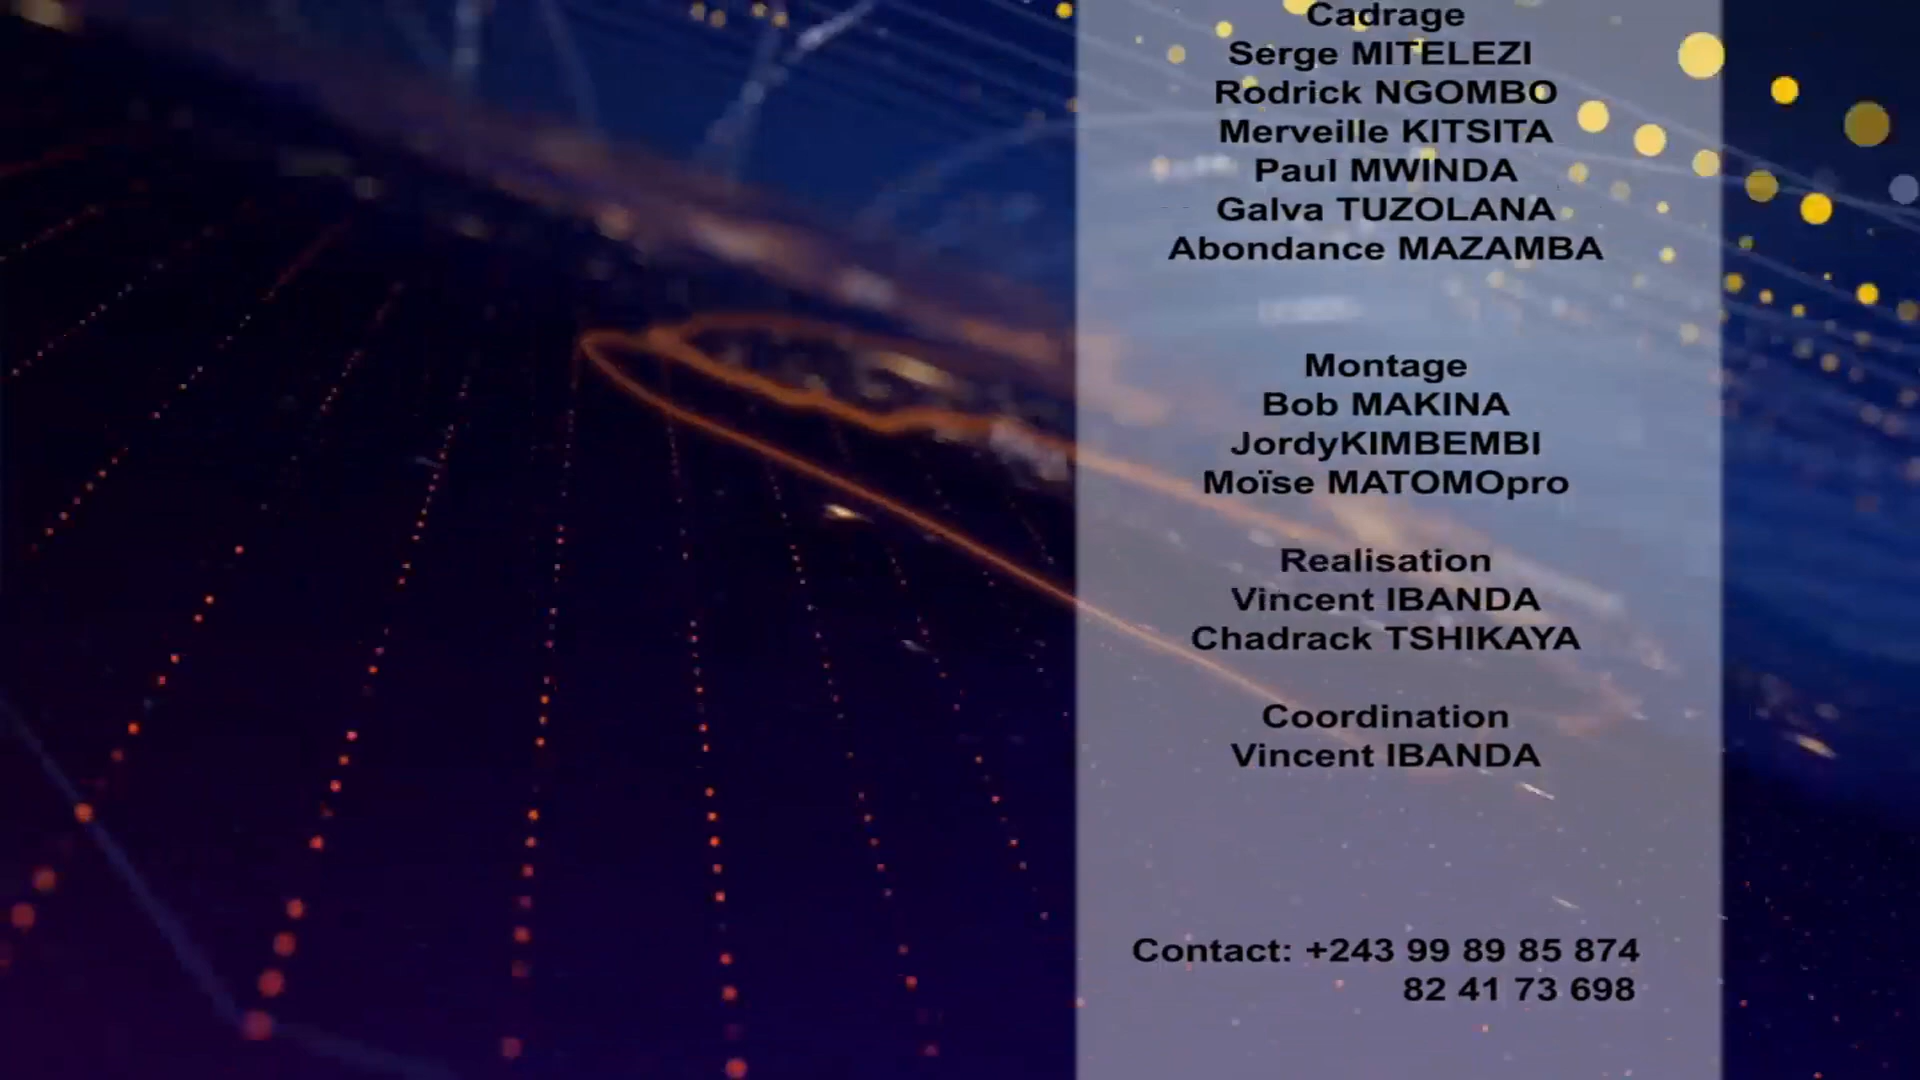 Cadrage
Serge MITELEZI
Rodrick NGOMBO
Merveille KITSITA
Paul MWINDA
Galva TUZOLANA
Abondance MAZAMBA
Montage
Bob MAKINA
JordyKIMBEMBI
Moïse MATOMOpro
Realisation
Vincent IBANDA
Chadrack TSHIKAYA
Coordination
Vincent IBANDA
Contact: +243 99 89 85 874
82 41 73 698